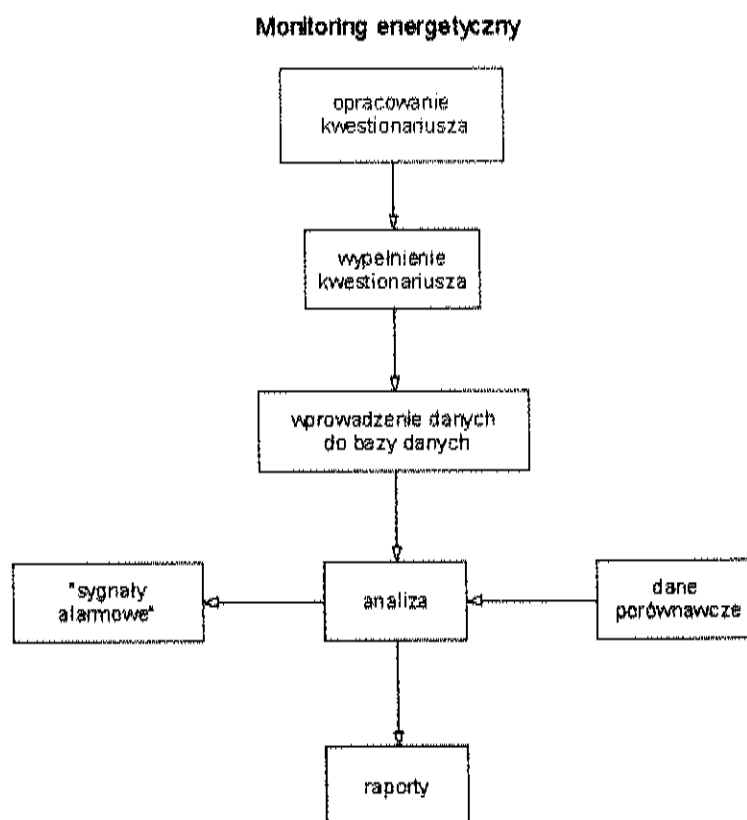 Monitoring energetyczny
opracowanie
kwestionariusza
wypełnienie
kwestionariusza
wprowadzenie danych
do bazy danych
"sygnały
alarmowe"
analiza
dane
porównawcze
raporty